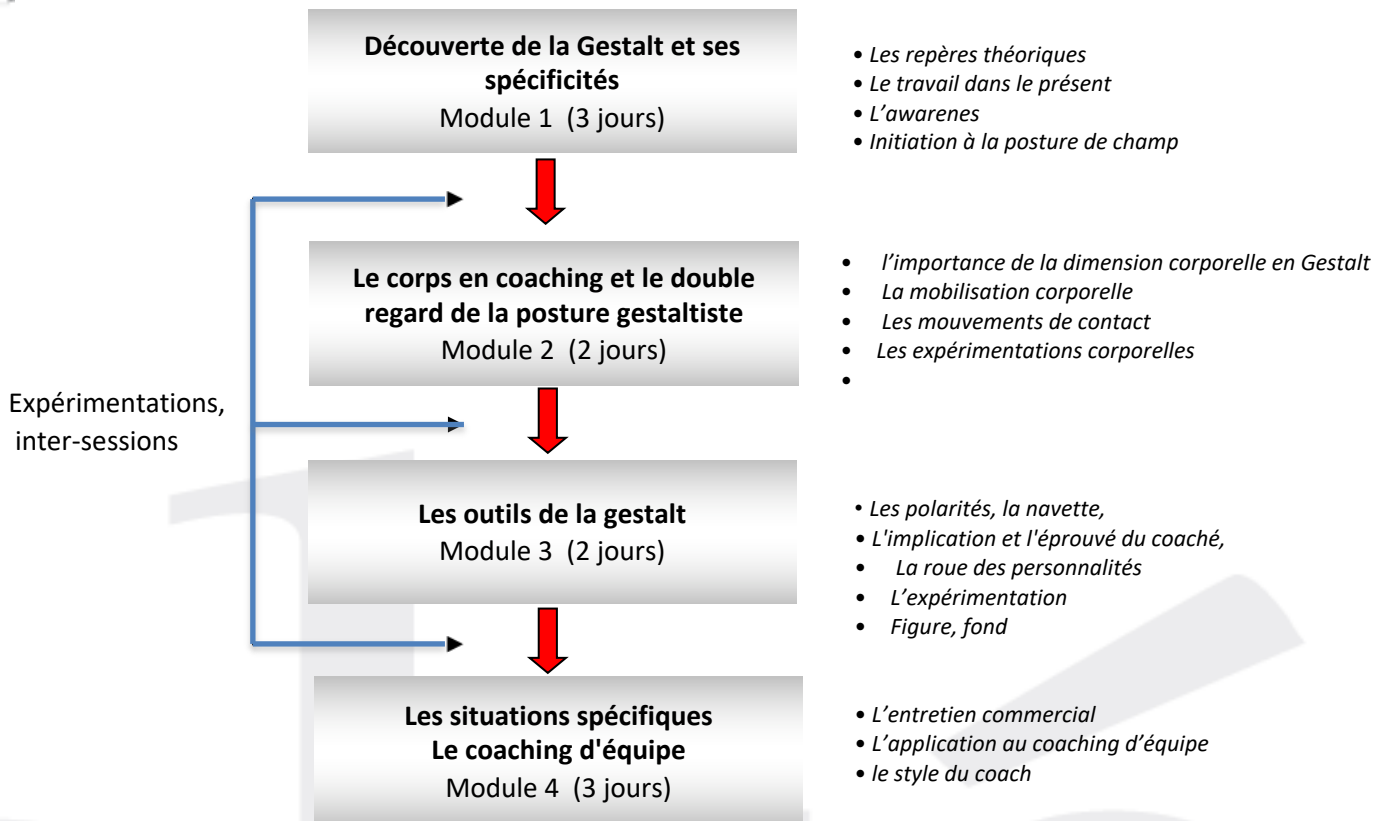 Découverte de la Gestalt et ses
spécificités
Module 1 (3 jours)
• Les repères théoriques
• Le travail dans le présent
• L’awarenes
• Initiation à la posture de champ
Le corps en coaching et le double
regard de la posture gestaltiste
Module 2 (2 jours)
• l’importance de la dimension corporelle en Gestalt
• La mobilisation corporelle
• Les mouvements de contact
• Les expérimentations corporelles
•
Expérimentations,
inter-sessions
Les outils de la gestalt
Module 3 (2 jours)
• Les polarités, la navette,
• L'implication et l'éprouvé du coaché,
• La roue des personnalités
• L’expérimentation
• Figure, fond
Les situations spécifiques
Le coaching d'équipe
Module 4 (3 jours)
• L’entretien commercial
• L’application au coaching d’équipe
• le style du coach